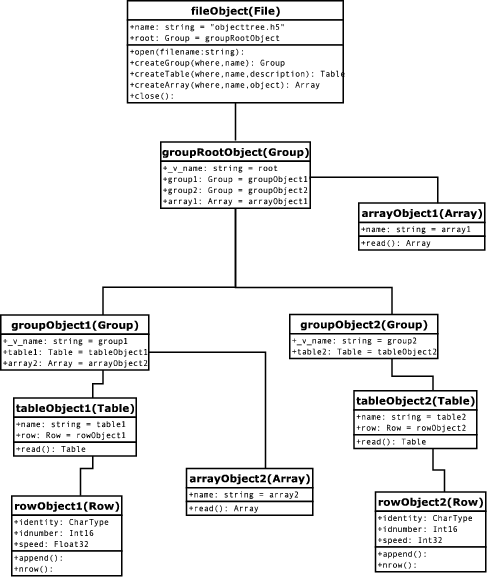 fileObject(File)
+name: string = "objecttree.h5"
+root: Group = groupRootObject
+open(filename:string):
+createGroup(where,name): Group
+createTable(where,name,description): Table
+createArray(where,name,object): Array
+close():
groupRootObject(Group)
+_v_name: string = root
+group1: Group = groupObject1
+group2: Group = groupObject2
+array1: Array = arrayObject1
arrayObject1(Array)
+name: string = array1
+read(): Array
groupObject1(Group)
+_v_name: string = group1
+table1: Table = tableObject1
+array2: Array = arrayObject2
groupObject2(Group)
+_v_name: string = group2
+table2: Table = tableObject2
tableObject1(Table)
+name: string = table1
+row: Row = rowObject1
+read(): Table
tableObject2(Table)
+name: string = table2
+row: Row = rowObject2
+read(): Table
arrayObject2(Array)
+name: string = array2
+read(): Array
rowObject1(Row)
+identity: CharType
+idnumber: Int16
+speed: Float32
+append():
+nrow():
rowObject2(Row)
+identity: CharType
+idnumber: Int16
+speed: Int32
+append():
+nrow():